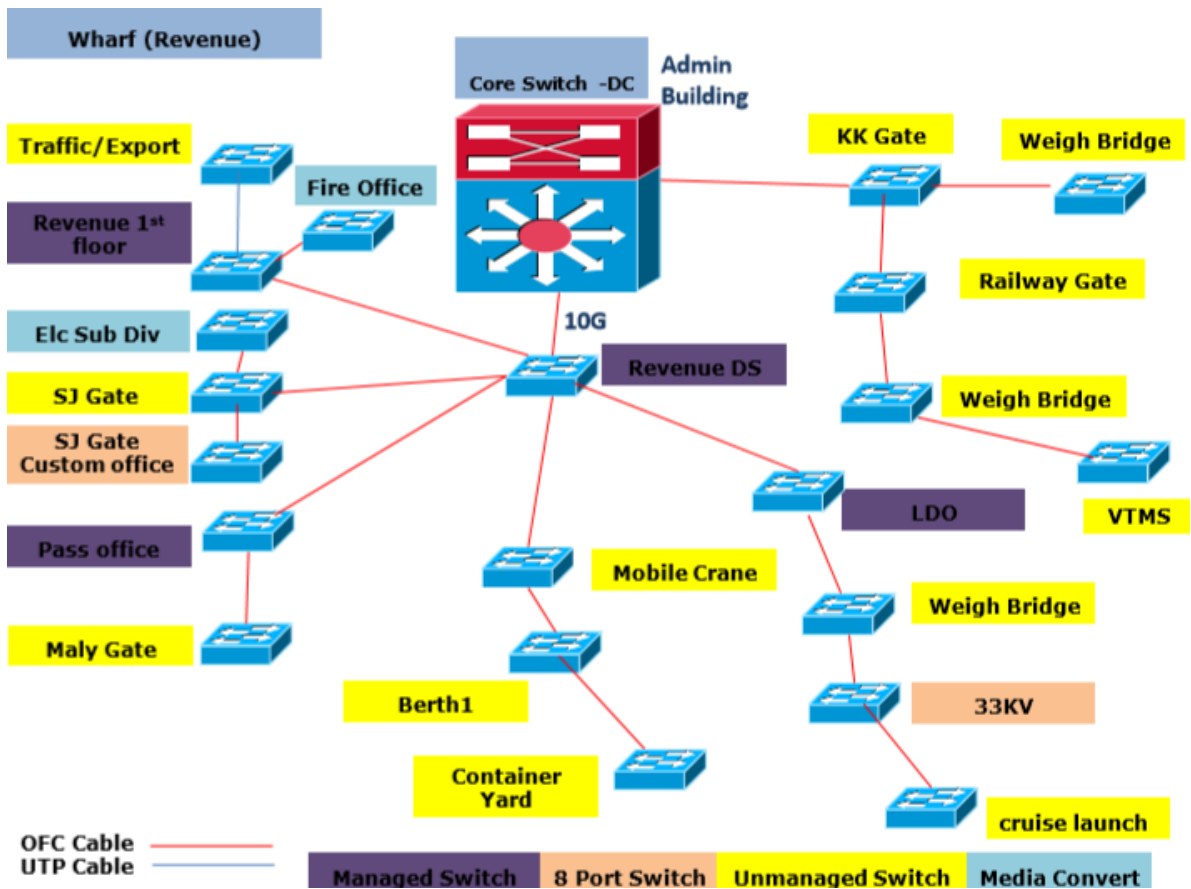 Wharf (Revenue)
Core Switch -DC
Admin
Building
Traffic/Export
Fire Office
KK Gate
Weigh Bridge
Revenue 1st
floor
Railway Gate
Elc Sub Div
10G
Revenue DS
SJ Gate
Weigh Bridge
SJ Gate
Custom office
LDO
VTMS
Pass office
Mobile Crane
Weigh Bridge
Maly Gate
Berth1
33KV
Container
Yard
cruise launch
OFC Cable
UTP Cable
Managed Switch
8 Port Switch
Unmanaged Switch
Media Convert